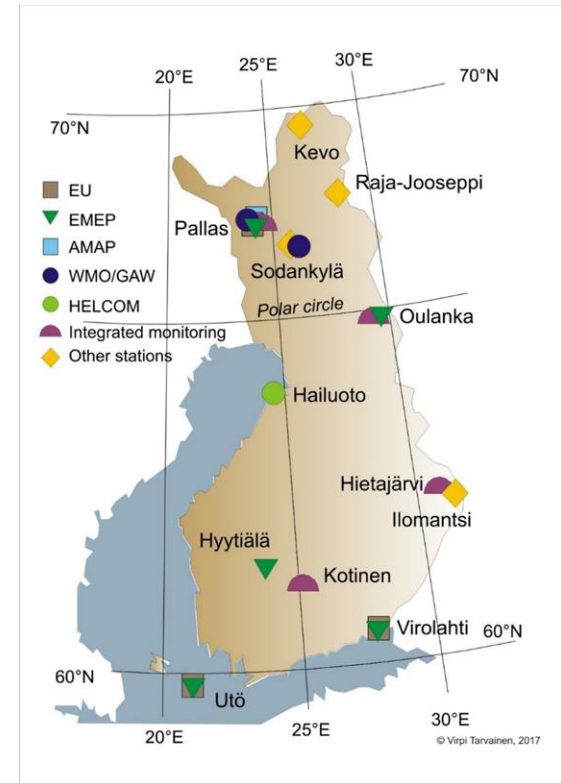 20°E
25°E
30°E
70°N
70°N
Kevo
Raja-Jooseppi
EU
EMEP
AMAP
WMO/GAW
HELCOM
Integrated monitoring
Other stations
Pallas
Sodankylä
Polar circle
Oulanka
Hailuoto
Hietajärvi
Ilomantsi
Hyytiälä
Kotinen
Virolahti
60°N
60°N
Utö
20°E
25°E
30°E
© Virpi Tarvainen, 2017